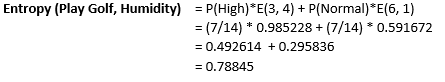 Entropy (Play Golf, Humidity) = P(High)*E(3, 4) + P(Normal)*E(6, 1)
= (7/14) * 0.985228 + (7/14) * 0.591672
= 0.492614 + 0.295836
= 0.78845